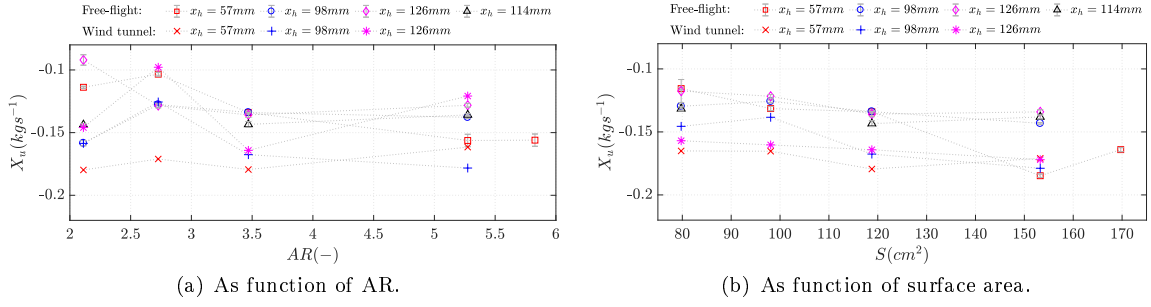 Free-flight: x_h = 57mm x_h = 98mm x_h = 126mm x_h = 114mm
Wind tunnel: x_h = 57mm x_h = 98mm x_h = 126mm
-0.1
-0.15
-0.2
X_u(kgs^{-1})
2 2.5 3 3.5 4 4.5 5 5.5 6
AR(−)
(a) As function of AR.
Free-flight: x_h = 57mm x_h = 98mm x_h = 126mm x_h = 114mm
Wind tunnel: x_h = 57mm x_h = 98mm x_h = 126mm
-0.1
-0.15
-0.2
X_u(kgs^{-1})
80 90 100 110 120 130 140 150 160 170
S(cm^2)
(b) As function of surface area.